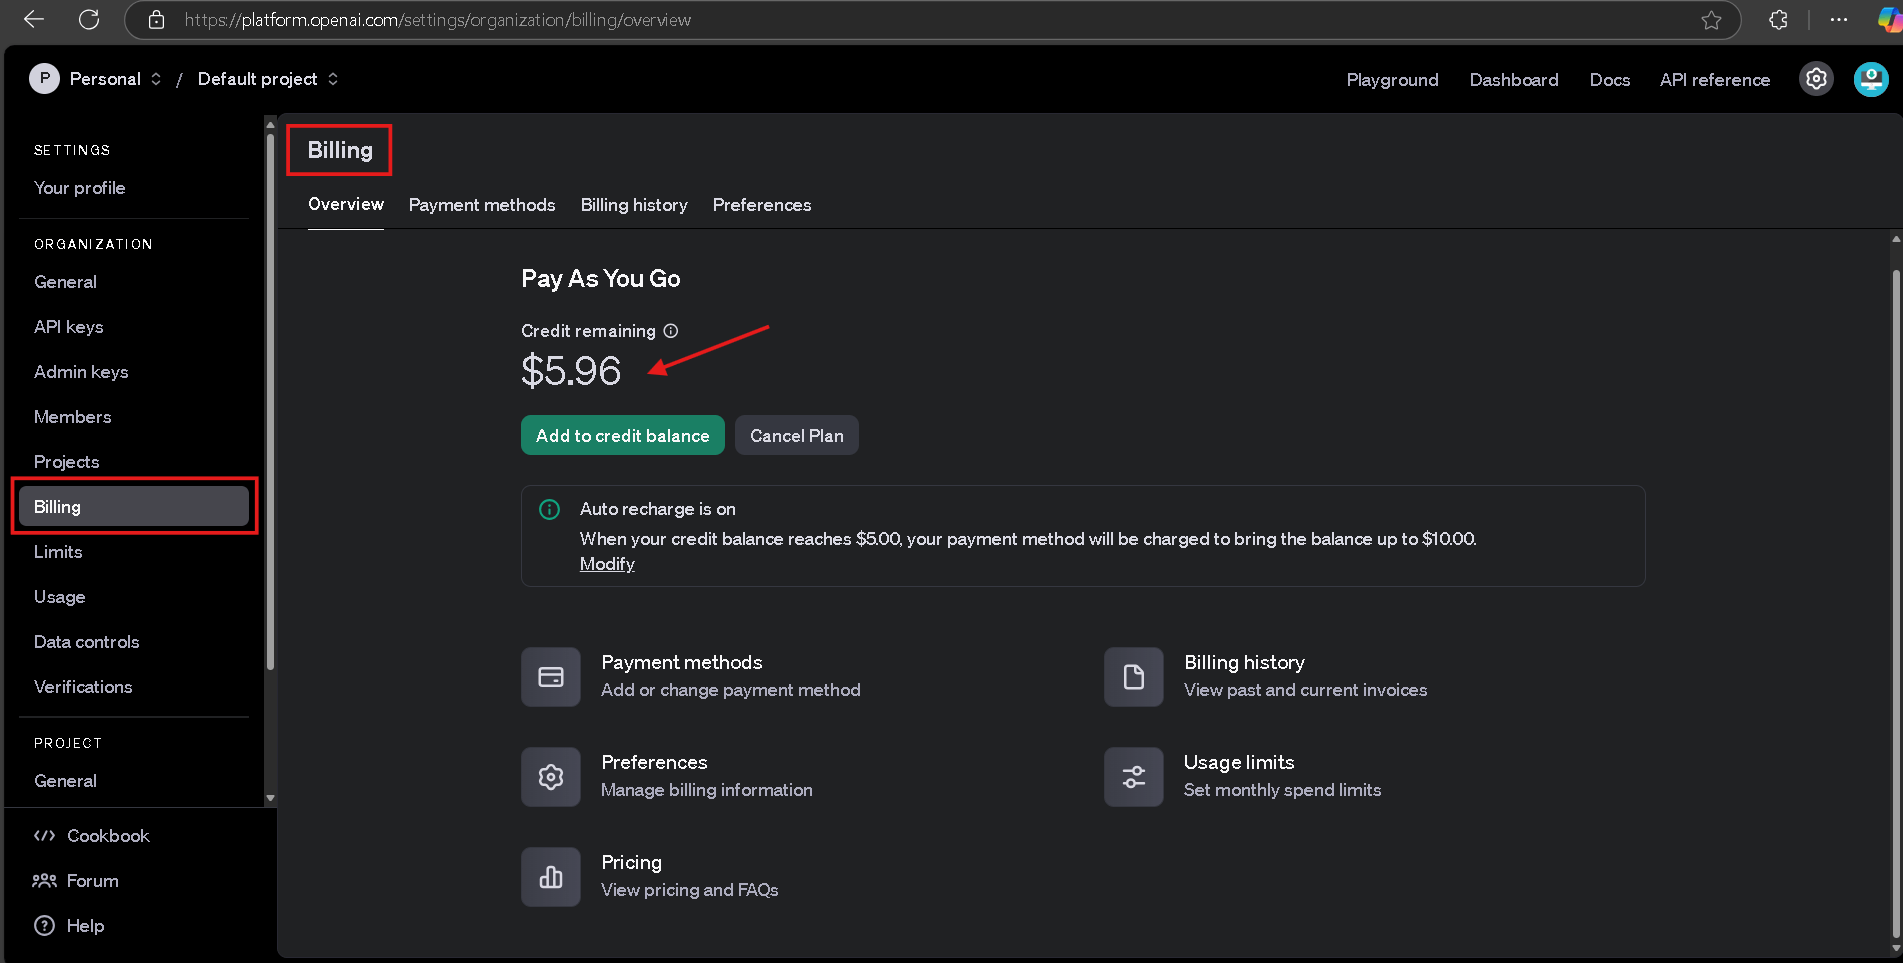 https://platform.openai.com/settings/organization/billing/overview
P Personal / Default project
Playground Dashboard Docs API reference
SETTINGS
Your profile
ORGANIZATION
General
API keys
Admin keys
Members
Projects
Billing
Limits
Usage
Data controls
Verifications
PROJECT
General
Cookbook
Forum
Help
Billing
Overview Payment methods Billing history Preferences
Pay As You Go
Credit remaining
$5.96
Add to credit balance Cancel Plan
Auto recharge is on
When your credit balance reaches $5.00, your payment method will be charged to bring the balance up to $10.00.
Modify
Payment methods
Add or change payment method
Billing history
View past and current invoices
Preferences
Manage billing information
Usage limits
Set monthly spend limits
Pricing
View pricing and FAQs